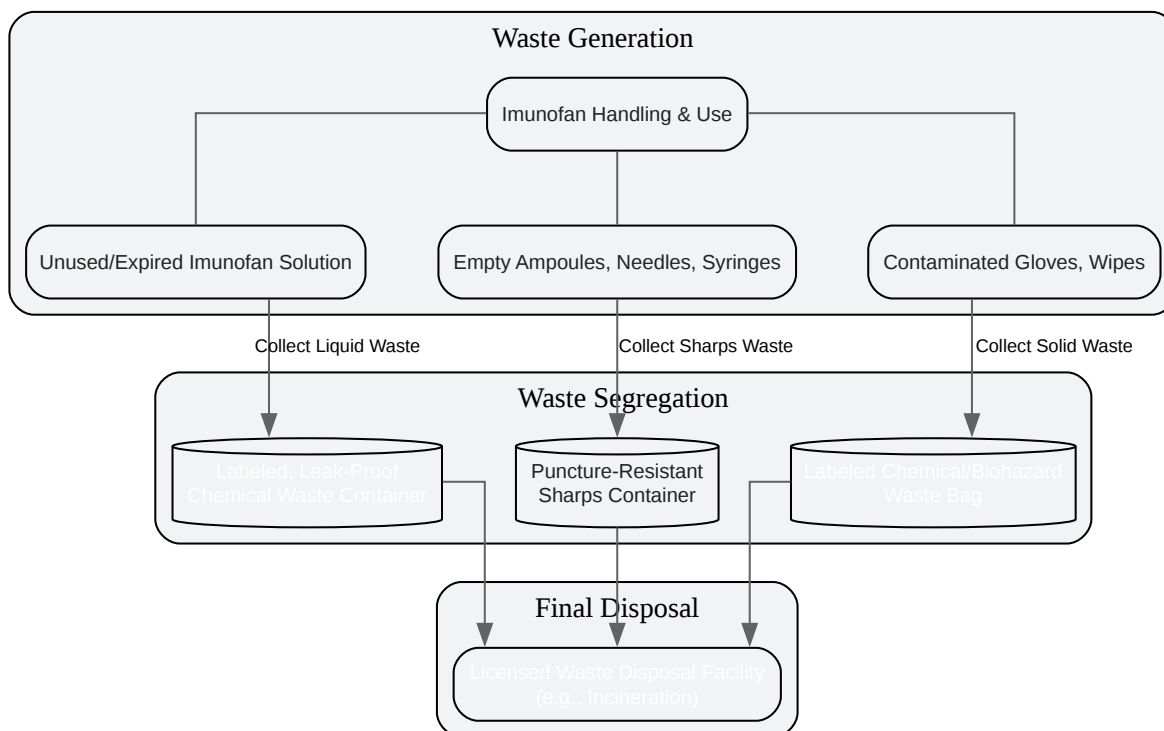 Waste Generation
Imunofan Handling & Use
Unused/Expired Imunofan Solution
Empty Ampoules, Needles, Syringes
Contaminated Gloves, Wipes
Collect Liquid Waste
Collect Sharps Waste
Collect Solid Waste
Waste Segregation
Labeled, Leak-Proof
Chemical Waste Container
Puncture-Resistant
Sharps Container
Labeled Chemical/Biohazard
Waste Bag
Final Disposal
Licensed Waste Disposal Facility
(e.g., Incineration)